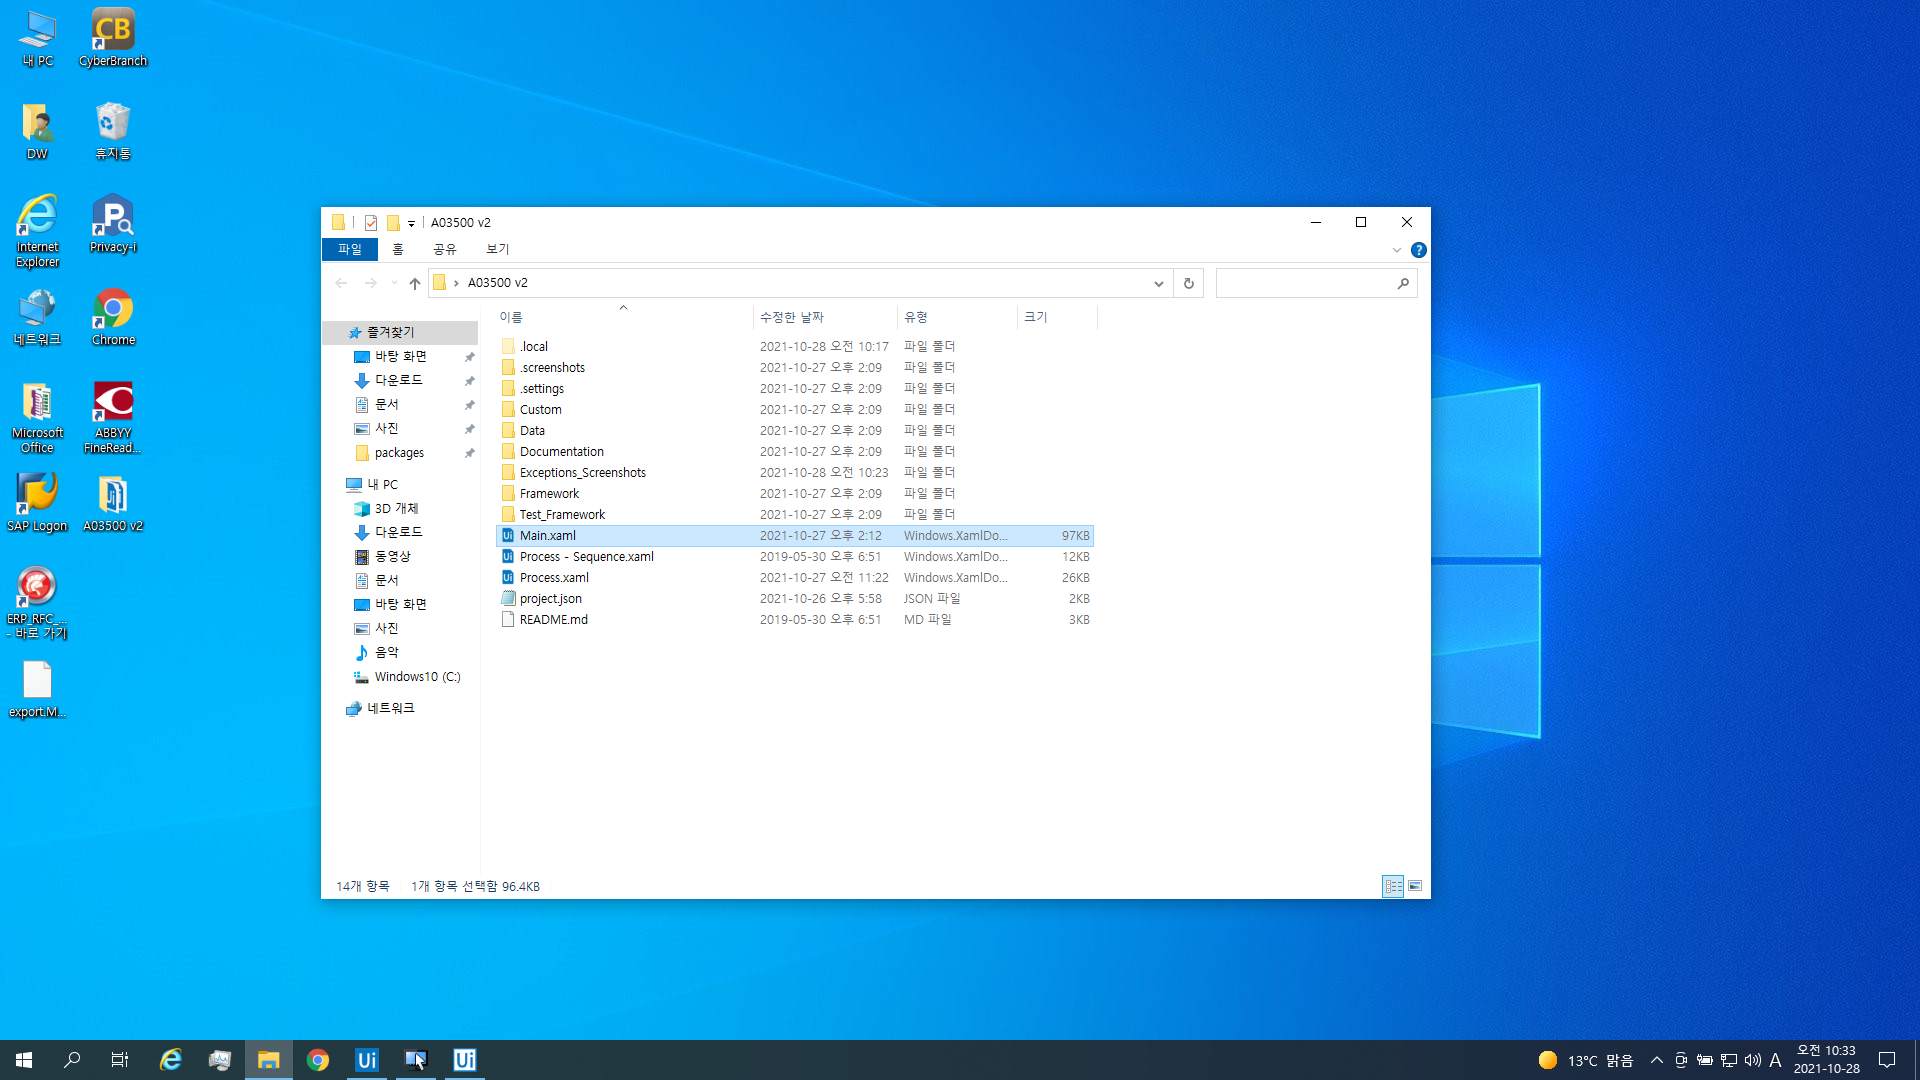 내 PC
CyberBranch
DW
휴지통
Internet
Explorer
Privacy-i
네트워크
Chrome
Microsoft
Office
ABBYY
FineRead...
SAP Logon
A03500 v2
ERP_RFC_...
- 바로 가기
export.M...
A03500 v2
파일 홈 공유 보기
A03500 v2
이름 수정한 날짜 유형 크기
즐겨찾기
바탕 화면
다운로드
문서
사진
packages
내 PC
3D 개체
다운로드
동영상
문서
바탕 화면
사진
음악
Windows10 (C:)
네트워크
.local 2021-10-28 오전 10:17 파일 폴더
.screenshots 2021-10-27 오후 2:09 파일 폴더
.settings 2021-10-27 오후 2:09 파일 폴더
Custom 2021-10-27 오후 2:09 파일 폴더
Data 2021-10-27 오후 2:09 파일 폴더
Documentation 2021-10-27 오후 2:09 파일 폴더
Exceptions_Screenshots 2021-10-28 오전 10:23 파일 폴더
Framework 2021-10-27 오후 2:09 파일 폴더
Test_Framework 2021-10-27 오후 2:09 파일 폴더
Main.xaml 2021-10-27 오후 2:12 Windows.XamlDo... 97KB
Process - Sequence.xaml 2019-05-30 오후 6:51 Windows.XamlDo... 12KB
Process.xaml 2021-10-27 오전 11:22 Windows.XamlDo... 26KB
project.json 2021-10-26 오후 5:58 JSON 파일 2KB
README.md 2019-05-30 오후 6:51 MD 파일 3KB
14개 항목 1개 항목 선택함 96.4KB
13°C 맑음 A 오전 10:33
2021-10-28